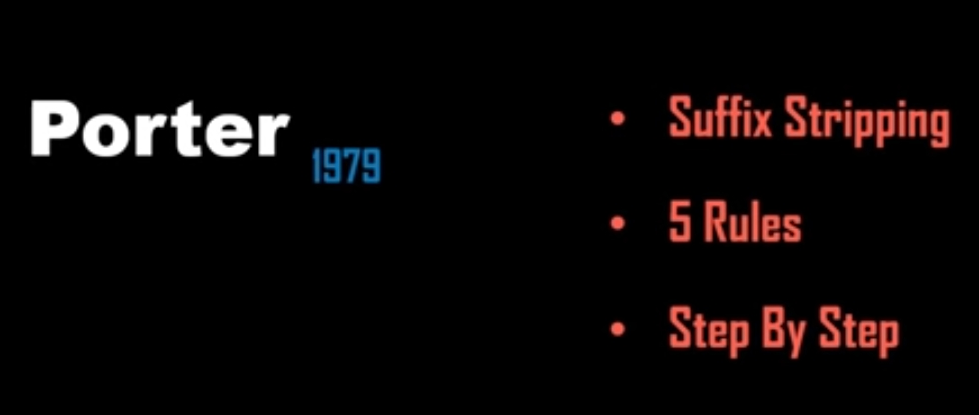 Porter
1979
• Suffix Stripping
• 5 Rules
• Step By Step